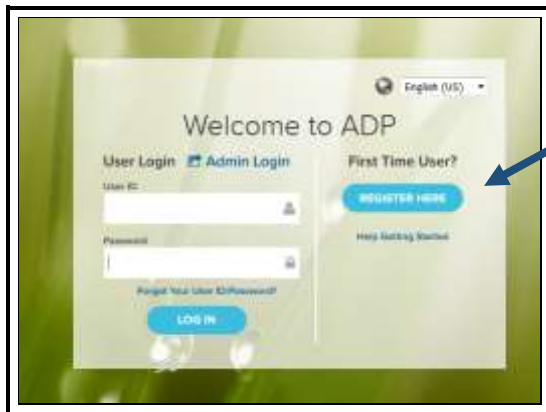 English (US)
Welcome to ADP
User Login Admin Login
First Time User?
User ID:
REGISTER HERE
Password:
Help Getting Started
Forgot Your User ID/Password?
LOG IN